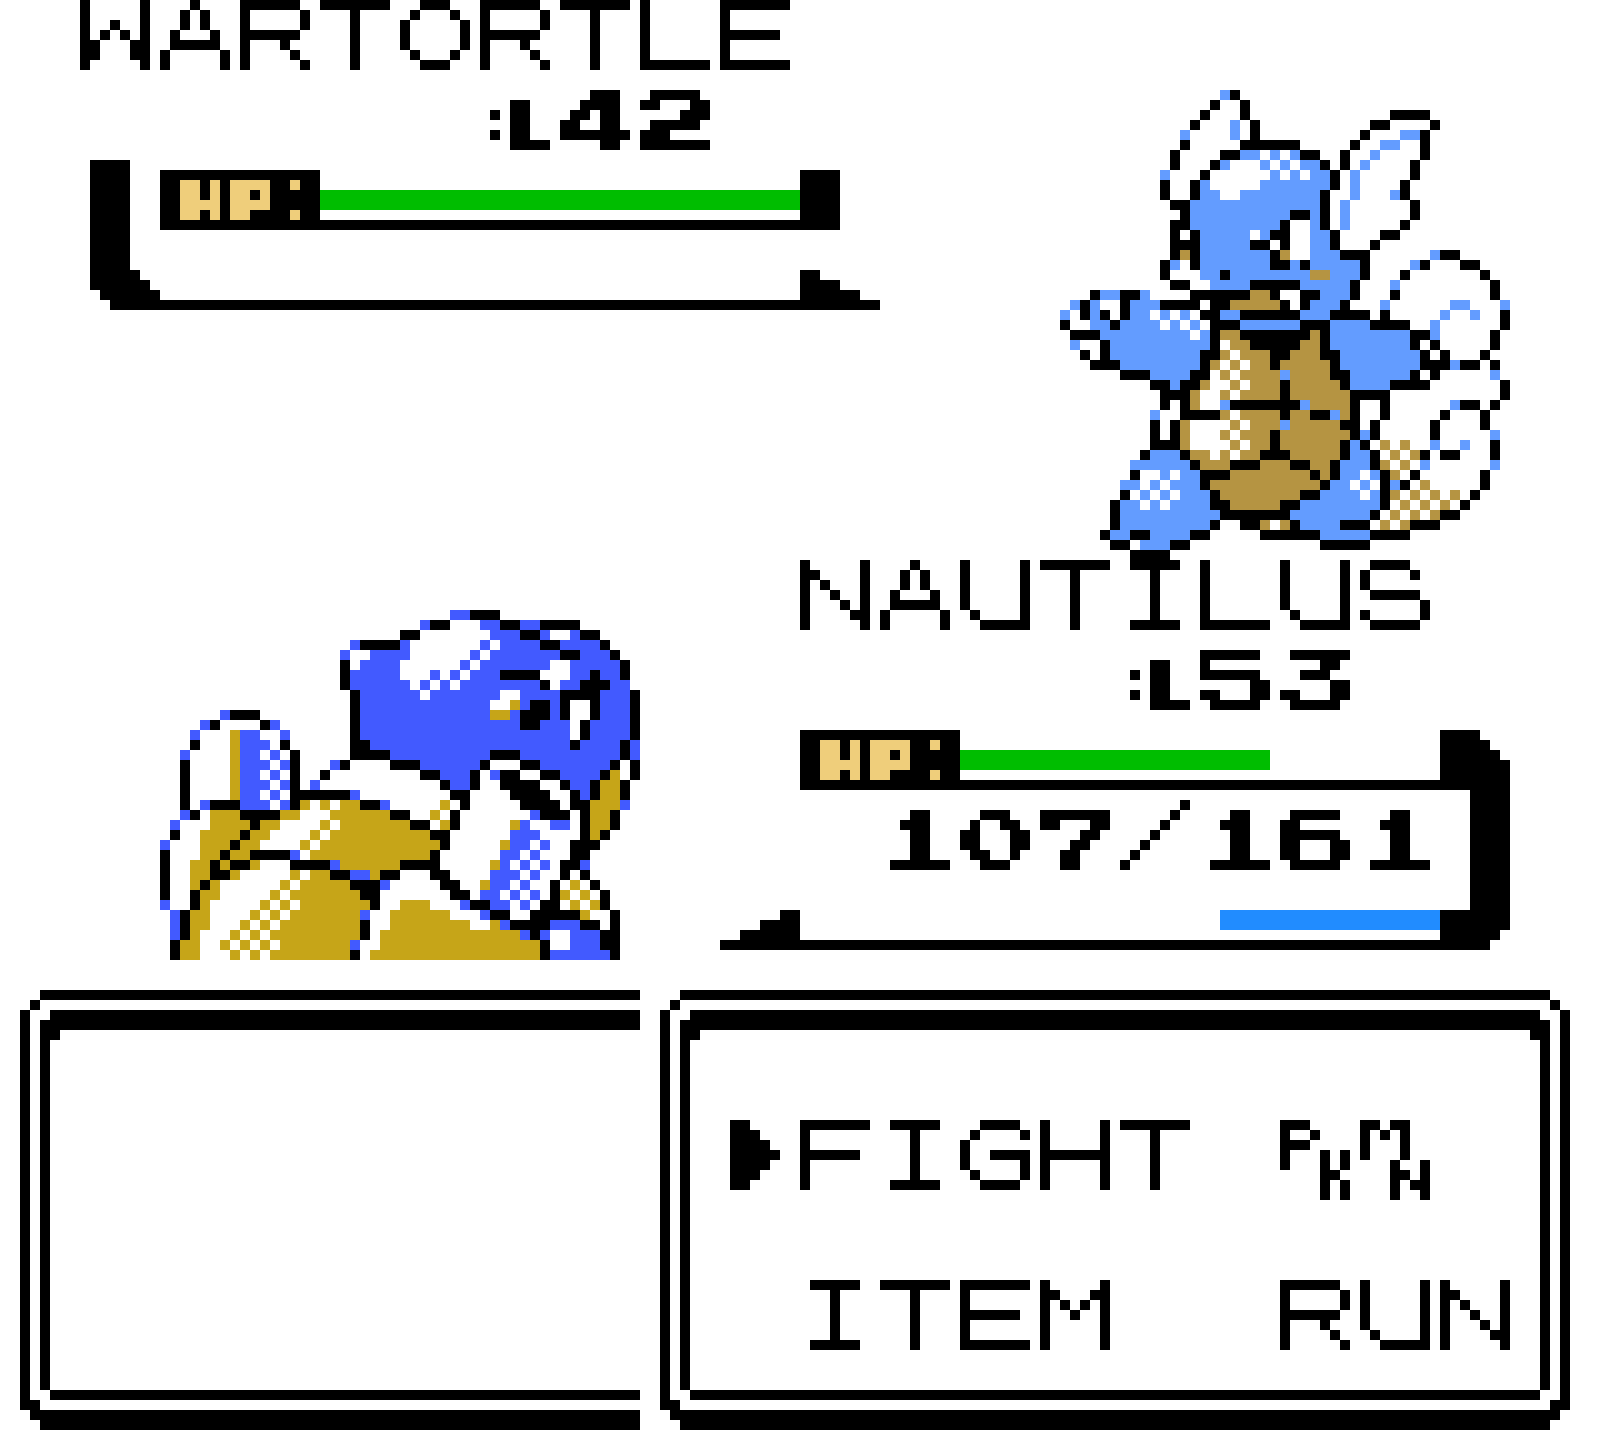 WARTORTLE
:L42
HP:
NAUTILUS
:L53
HP:
107/161
▶FIGHT PKMN
ITEM RUN